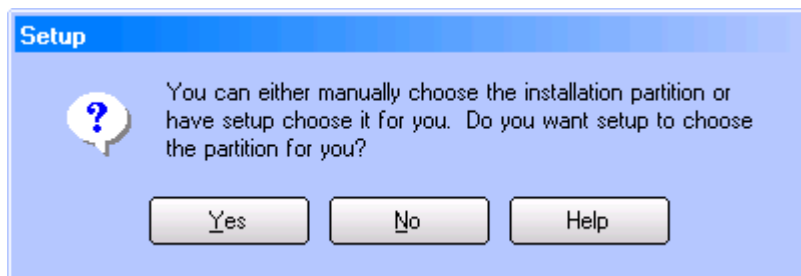 Setup
You can either manually choose the installation partition or
have setup choose it for you.  Do you want setup to choose
the partition for you?
Yes
No
Help